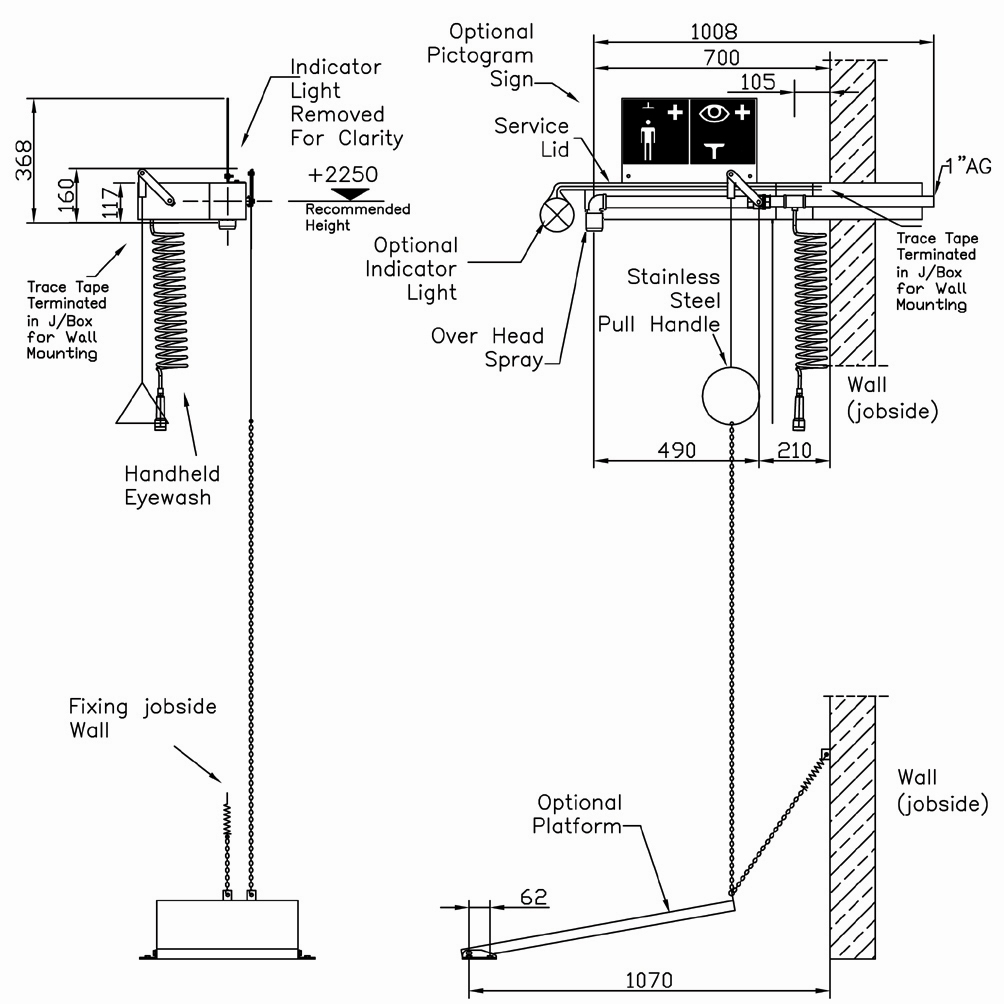 Optional
Pictogram
Sign
1008
700
105
Indicator
Light
Removed
For Clarity
368
160
117
+2250
Recommended
Height
Service
Lid
1"AG
Optional
Indicator
Light
Trace Tape
Terminated
in J/Box
for Wall
Mounting
Stainless
Steel
Pull Handle
Trace Tape
Terminated
in J/Box
for Wall
Mounting
Over Head
Spray
Wall
(jobside)
490
210
Handheld
Eyewash
Fixing jobside
Wall
Wall
(jobside)
Optional
Platform
62
1070